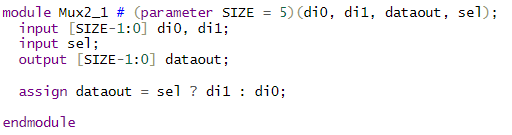 module Mux2_1 # (parameter SIZE = 5)(di0, di1, dataout, sel);
  input [SIZE-1:0] di0, di1;
  input sel;
  output [SIZE-1:0] dataout;

  assign dataout = sel ? di1 : di0;

endmodule